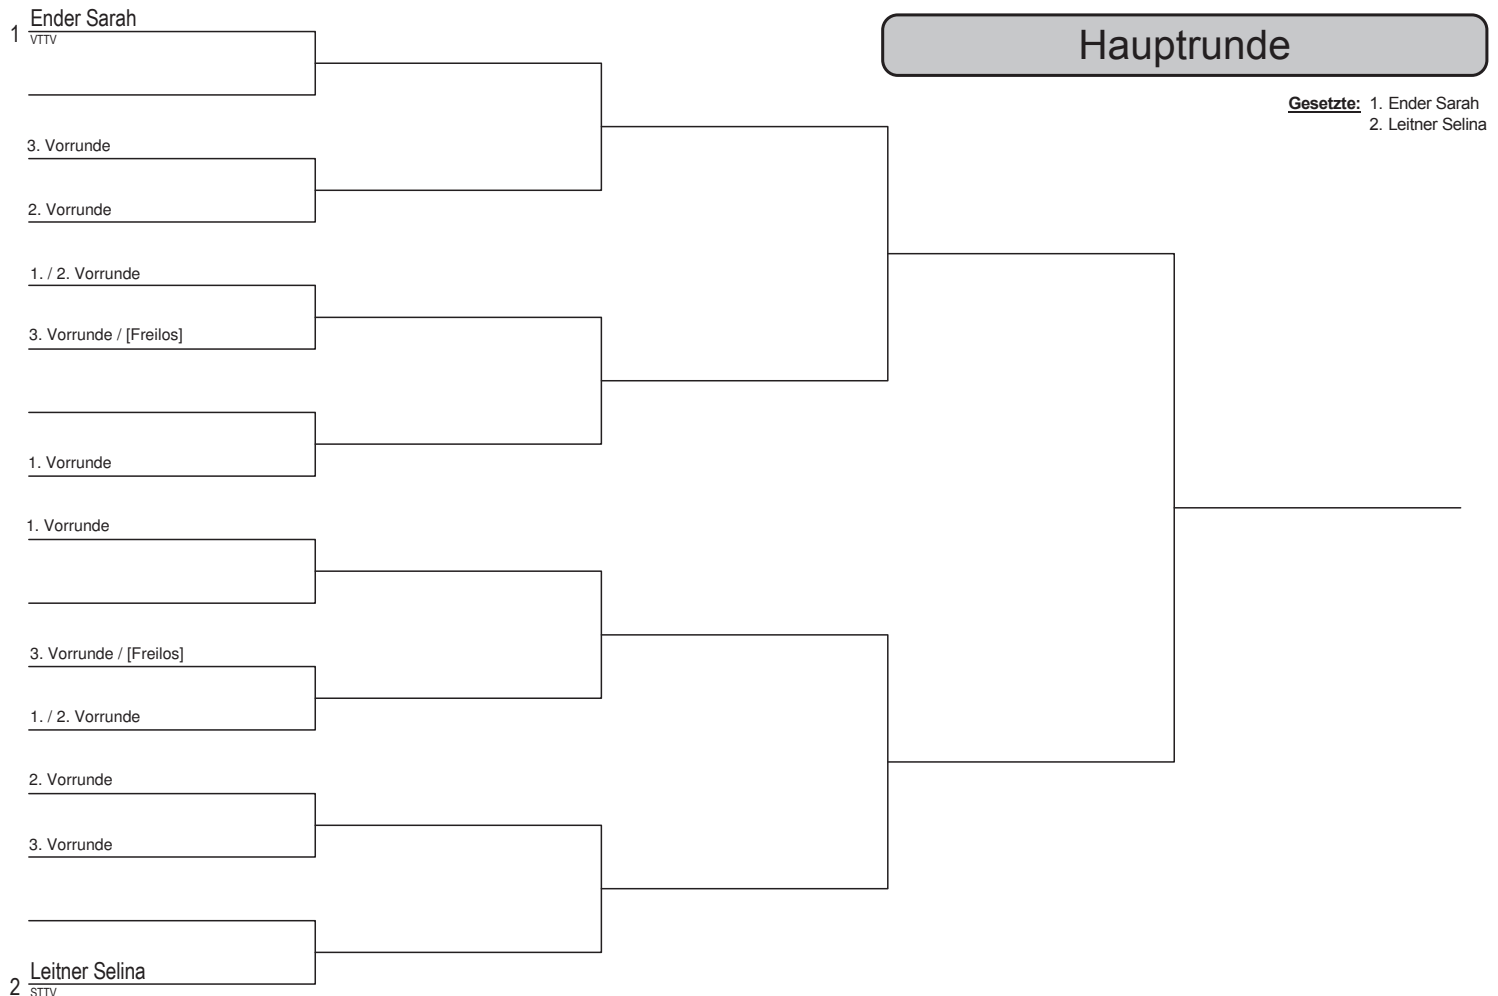 Hauptrunde
Gesetzte: 1. Ender Sarah
2. Leitner Selina
1 Ender Sarah
VTTV
3. Vorrunde
2. Vorrunde
1. / 2. Vorrunde
3. Vorrunde / [Freilos]
1. Vorrunde
1. Vorrunde
3. Vorrunde / [Freilos]
1. / 2. Vorrunde
2. Vorrunde
3. Vorrunde
2 Leitner Selina
STTV